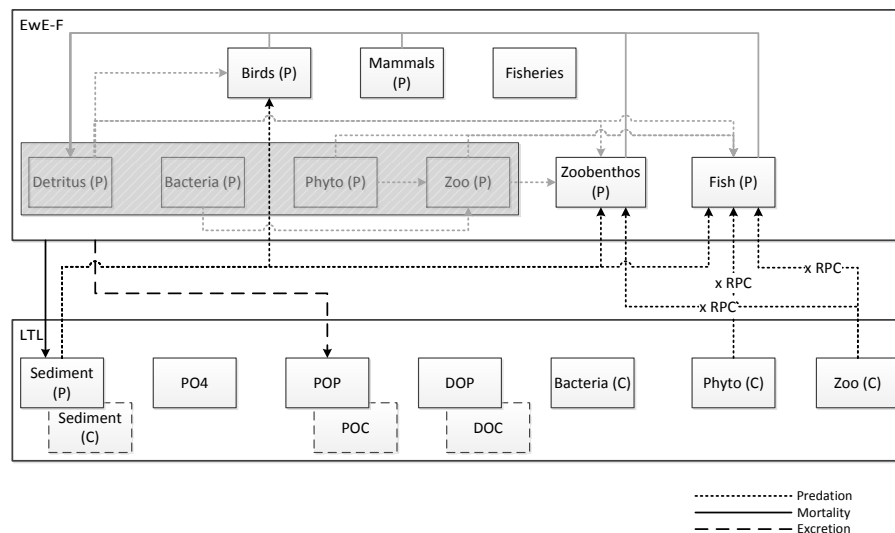 EwE-F
Birds (P)
Mammals
(P)
Fisheries
Detritus (P)
Bacteria (P)
Phyto (P)
Zoo (P)
Zoobenthos
(P)
Fish (P)
x RPC
x RPC
x RPC
LTL
Sediment
(P)
PO4
POP
DOP
Bacteria (C)
Phyto (C)
Zoo (C)
Sediment
(C)
POC
DOC
Predation
Mortality
Excretion